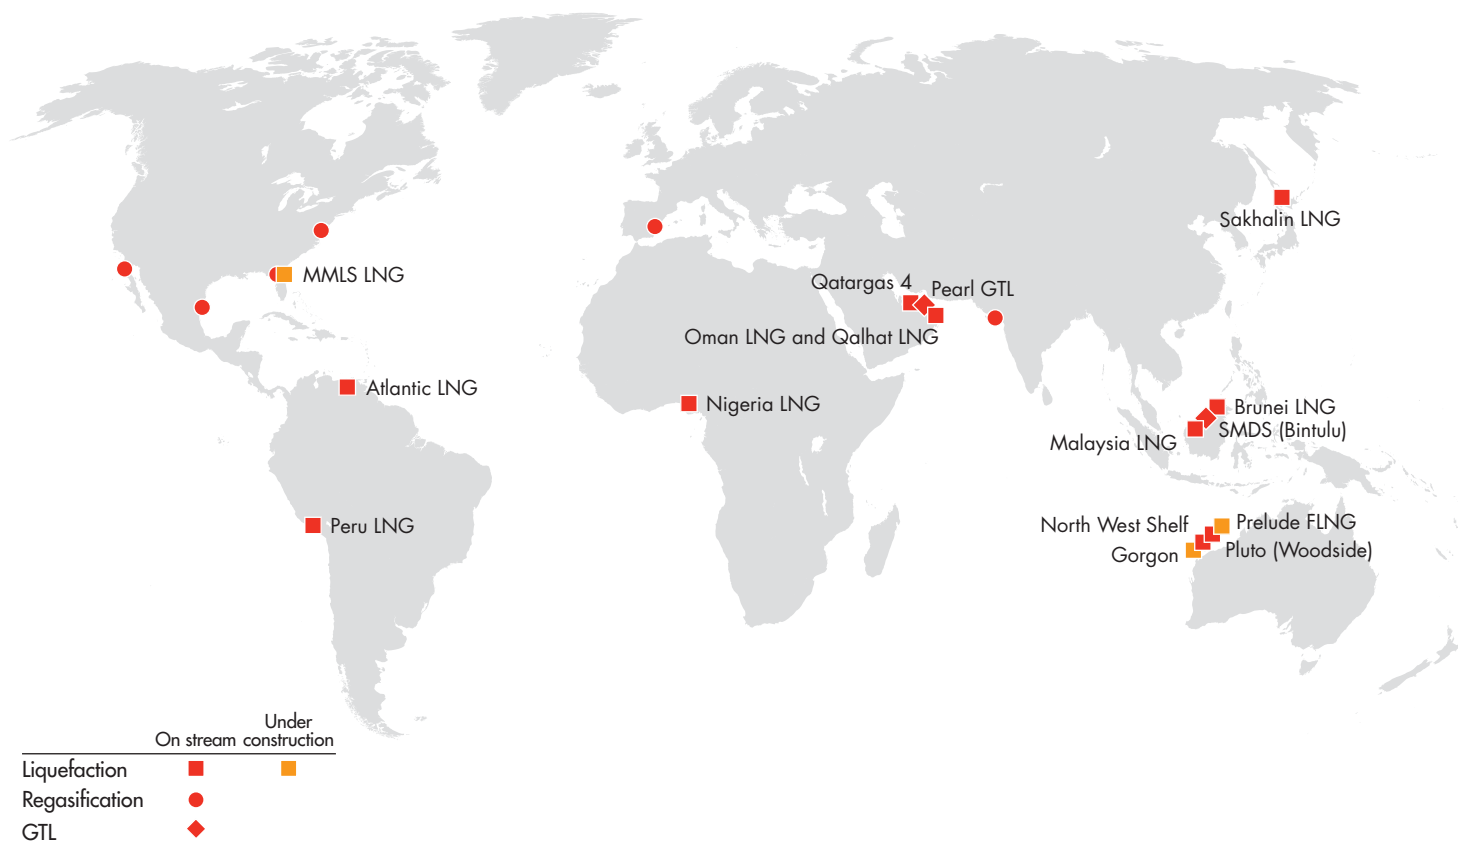 Sakhalin LNG
MMLS LNG
Qatargas 4
Pearl GTL
Oman LNG and Qalhat LNG
Atlantic LNG
Nigeria LNG
Brunei LNG
SMDS (Bintulu)
Malaysia LNG
Peru LNG
North West Shelf
Prelude FLNG
Gorgon
Pluto (Woodside)
Under
On stream construction
Liquefaction
Regasification
GTL